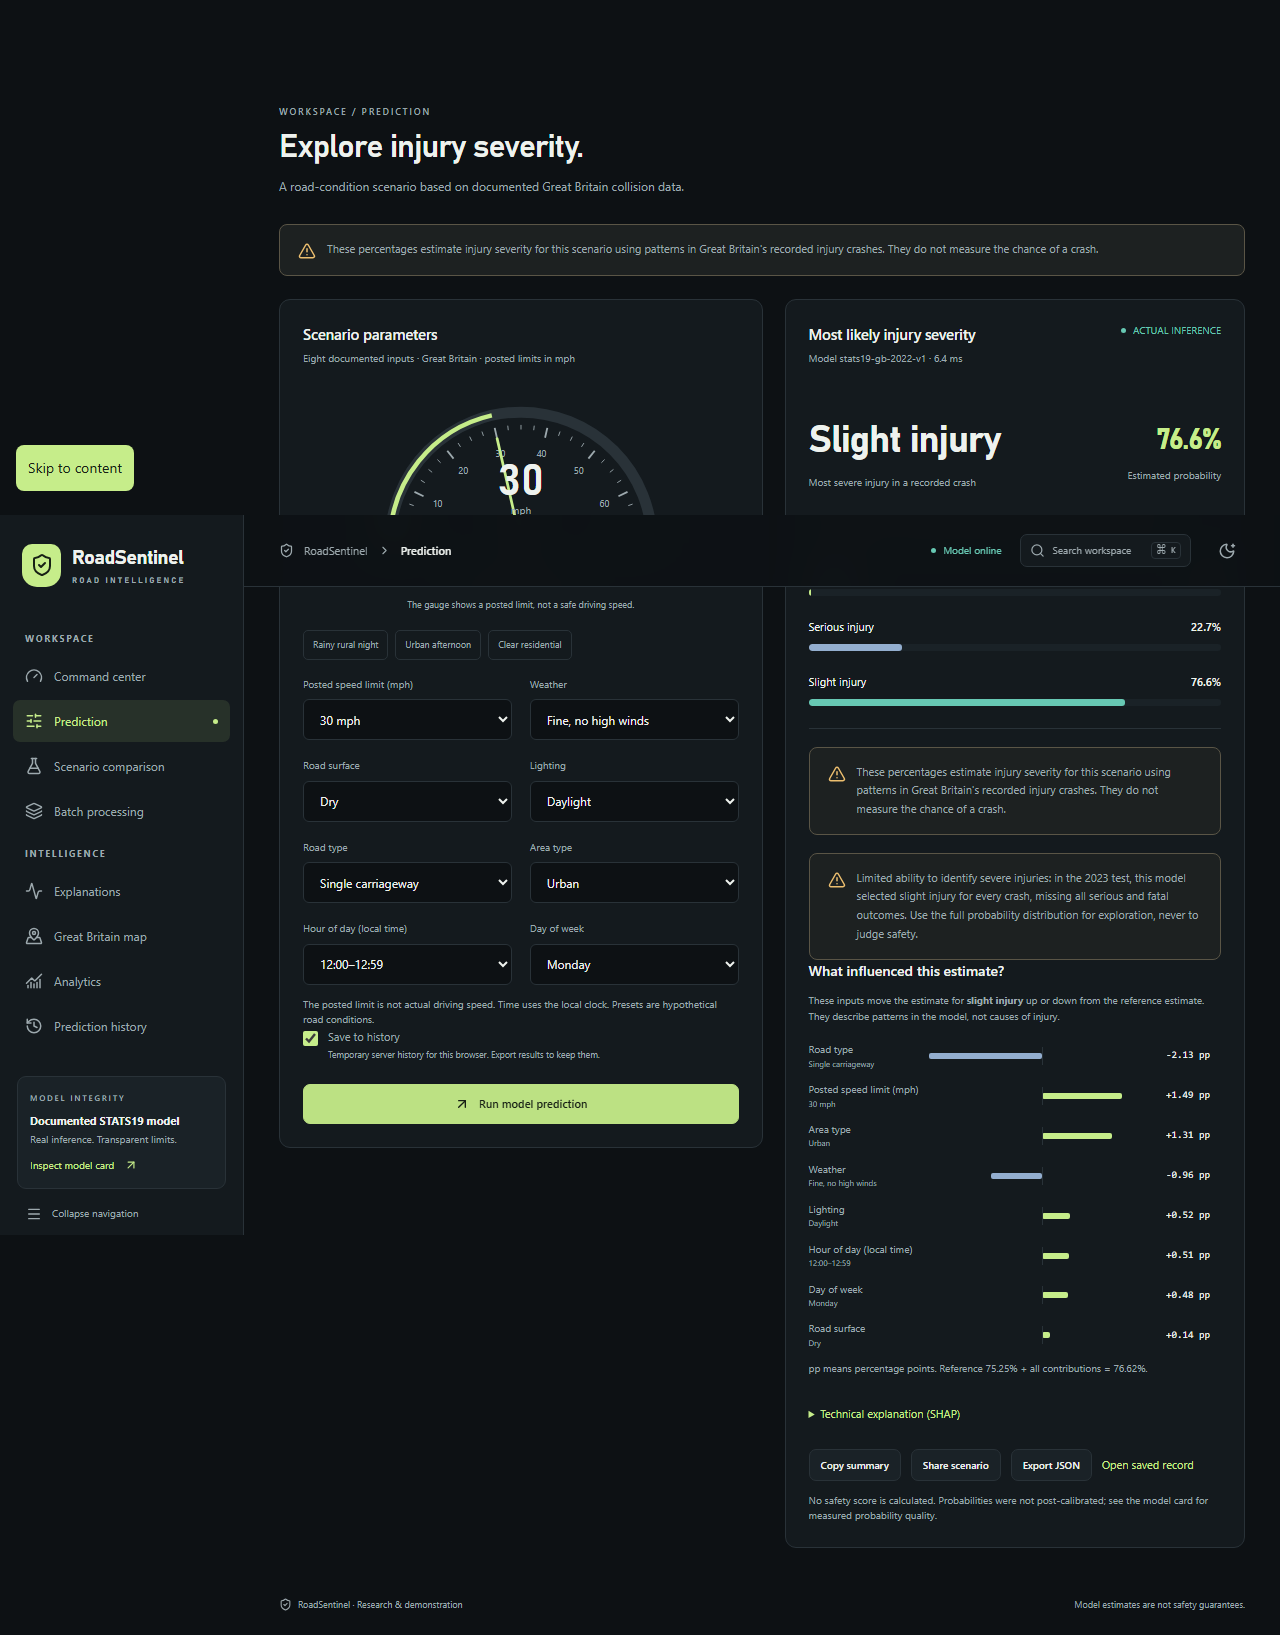 WORKSPACE / PREDICTION
Explore injury severity.
A road-condition scenario based on documented Great Britain collision data.
These percentages estimate injury severity for this scenario using patterns in Great Britain's recorded injury crashes. They do not measure the chance of a crash.
Scenario parameters
Eight documented inputs · Great Britain · posted limits in mph
10
20
30
40
50
60
30
mph
Most likely injury severity
ACTUAL INFERENCE
Model stats19-gb-2022-v1 · 6.4 ms
Slight injury
76.6%
Most severe injury in a recorded crash
Estimated probability
Skip to content
RoadSentinel
ROAD INTELLIGENCE
RoadSentinel
Prediction
Model online
Search workspace
⌘ K
WORKSPACE
Command center
Prediction
Scenario comparison
Batch processing
INTELLIGENCE
Explanations
Great Britain map
Analytics
Prediction history
MODEL INTEGRITY
Documented STATS19 model
Real inference. Transparent limits.
Inspect model card
Collapse navigation
The gauge shows a posted limit, not a safe driving speed.
Rainy rural night
Urban afternoon
Clear residential
Posted speed limit (mph)
Weather
30 mph
Fine, no high winds
Road surface
Lighting
Dry
Daylight
Road type
Area type
Single carriageway
Urban
Hour of day (local time)
Day of week
12:00–12:59
Monday
The posted limit is not actual driving speed. Time uses the local clock. Presets are hypothetical
road conditions.
Save to history
Temporary server history for this browser. Export results to keep them.
Run model prediction
Serious injury
22.7%
Slight injury
76.6%
These percentages estimate injury severity for this scenario using
patterns in Great Britain's recorded injury crashes. They do not
measure the chance of a crash.
Limited ability to identify severe injuries: in the 2023 test, this model
selected slight injury for every crash, missing all serious and fatal
outcomes. Use the full probability distribution for exploration, never to
judge safety.
What influenced this estimate?
These inputs move the estimate for slight injury up or down from the reference estimate.
They describe patterns in the model, not causes of injury.
Road type
Single carriageway
-2.13 pp
Posted speed limit (mph)
30 mph
+1.49 pp
Area type
Urban
+1.31 pp
Weather
Fine, no high winds
-0.96 pp
Lighting
Daylight
+0.52 pp
Hour of day (local time)
12:00–12:59
+0.51 pp
Day of week
Monday
+0.48 pp
Road surface
Dry
+0.14 pp
pp means percentage points. Reference 75.25% + all contributions = 76.62%.
Technical explanation (SHAP)
Copy summary
Share scenario
Export JSON
Open saved record
No safety score is calculated. Probabilities were not post-calibrated; see the model card for
measured probability quality.
RoadSentinel · Research & demonstration
Model estimates are not safety guarantees.